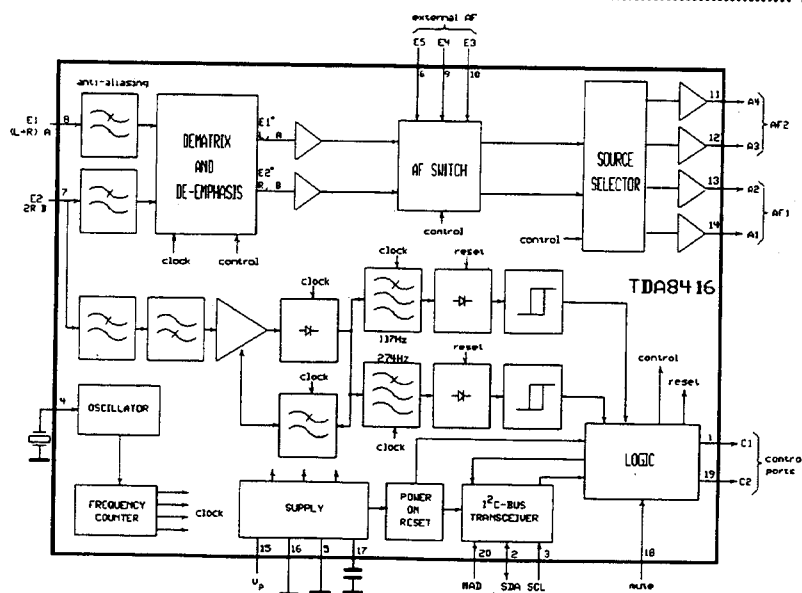 external AF
E5 E4 E3
6 9 10
anti-aliasing
E1
(L+R) A
8
E2
2R B
7
DEMATRIX
AND
DE-EMPHASIS
E1*
L, A
E2*
R, B
AF SWITCH
SOURCE
SELECTOR
11 A4
12 A3
AF2
13 A2
14 A1
AF1
clock control
control
control
TDA8416
clock
clock
reset
117Hz
274Hz
clock
reset
clock
control
reset
4
OSCILLATOR
FREQUENCY
COUNTER
clock
SUPPLY
POWER
ON
RESET
I²C-BUS
TRANSCEIVER
LOGIC
1 C1
19 C2
control
ports
15 16 5 17
20 2 3
18
Vp
MAD SDA SCL
mute